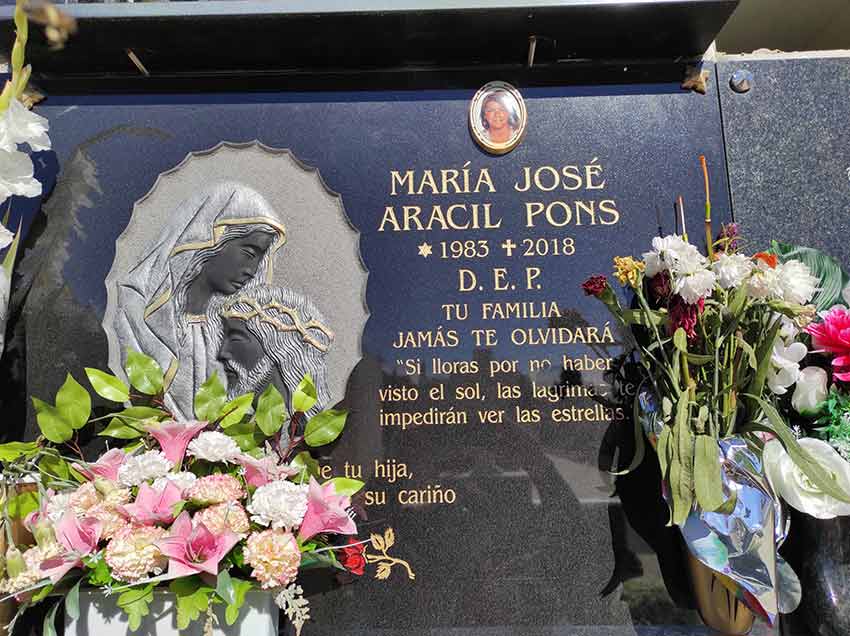 MARÍA JOSÉ
ARACIL PONS
✶ 1983 ✝ 2018
D. E. P.
TU FAMILIA
JAMÁS TE OLVIDARÁ
“Si lloras por no haber
visto el sol, las te
impedirán ver las estrellas.
tu hija,
su cariño